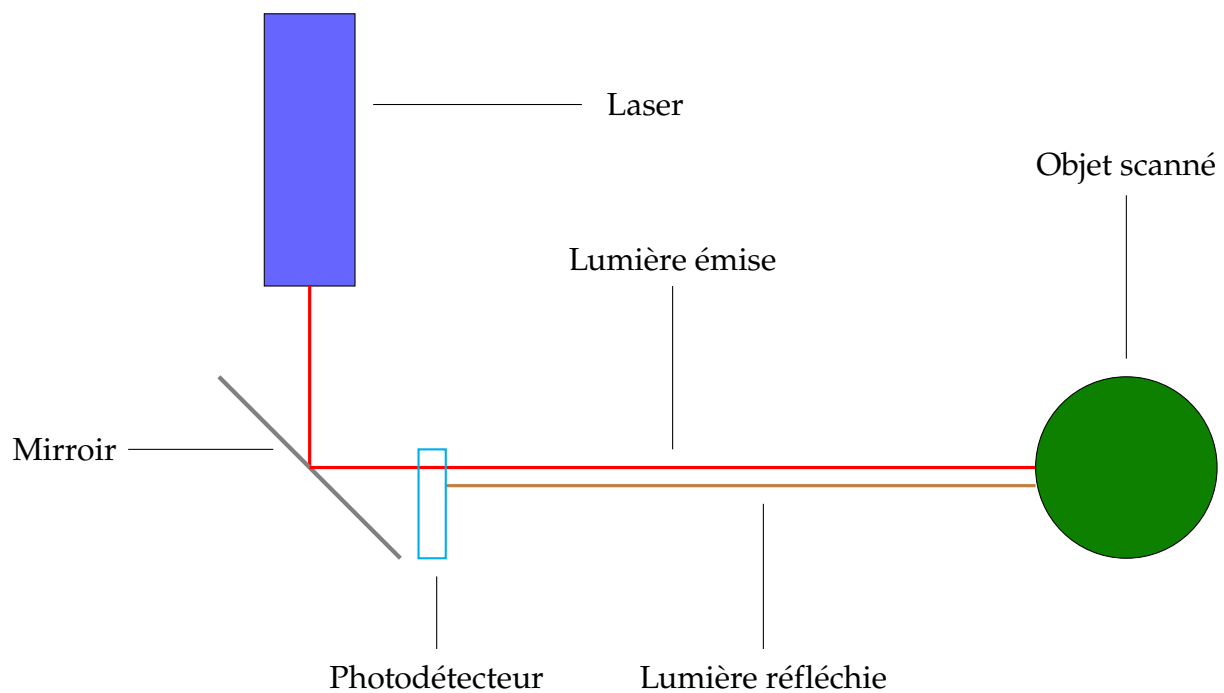 Laser
Objet scanné
Lumière émise
Mirroir
Photodétecteur
Lumière réfléchie